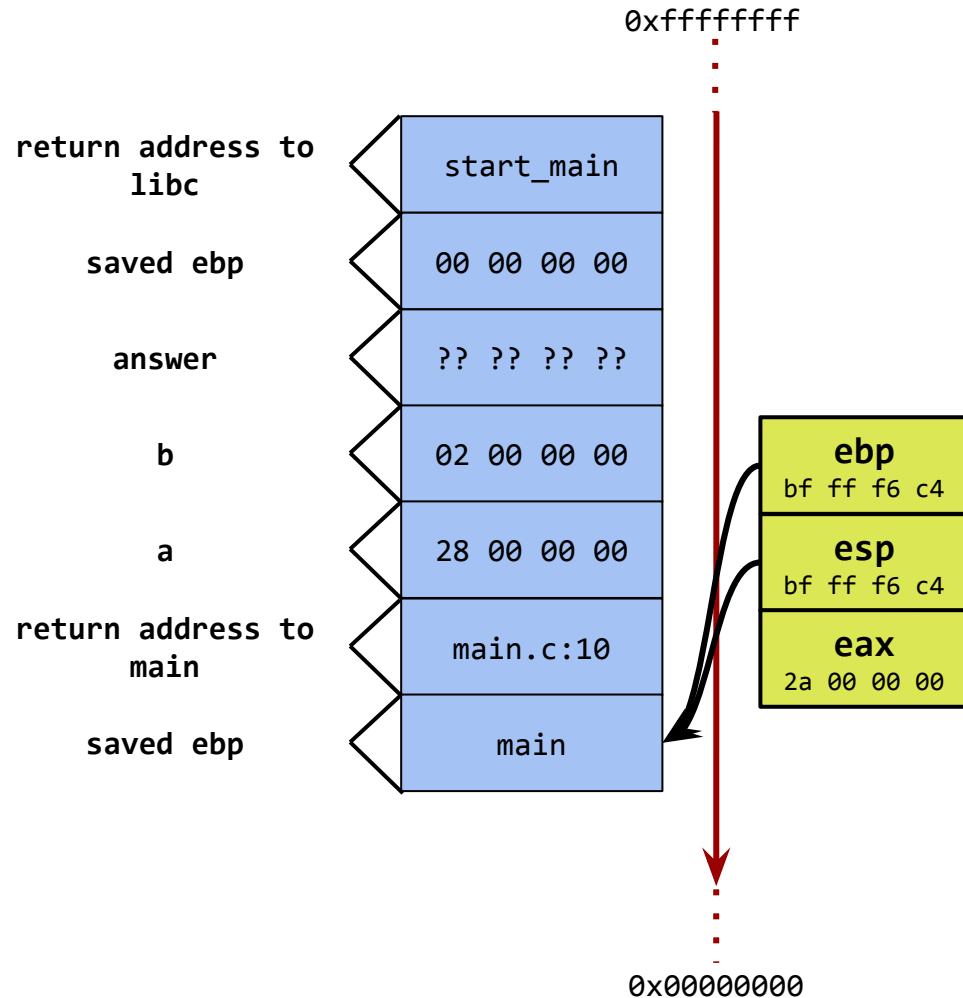 0xffffffff
return address to
libc
start_main
saved ebp
00 00 00 00
answer
?? ?? ?? ??
b
02 00 00 00
a
28 00 00 00
return address to
main
main.c:10
saved ebp
main
ebp
bf ff f6 c4
esp
bf ff f6 c4
eax
2a 00 00 00
0x00000000